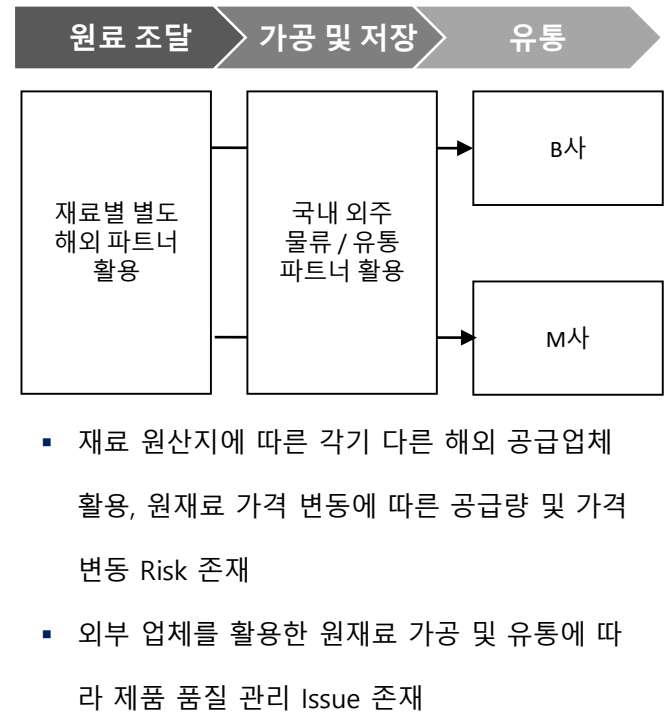 원료 조달
가공 및 저장
유통
재료별 별도
해외 파트너
활용
국내 외주
물류 / 유통
파트너 활용
B사
M사
▪ 재료 원산지에 따른 각기 다른 해외 공급업체
활용, 원재료 가격 변동에 따른 공급량 및 가격
변동 Risk 존재
▪ 외부 업체를 활용한 원재료 가공 및 유통에 따
라 제품 품질 관리 Issue 존재